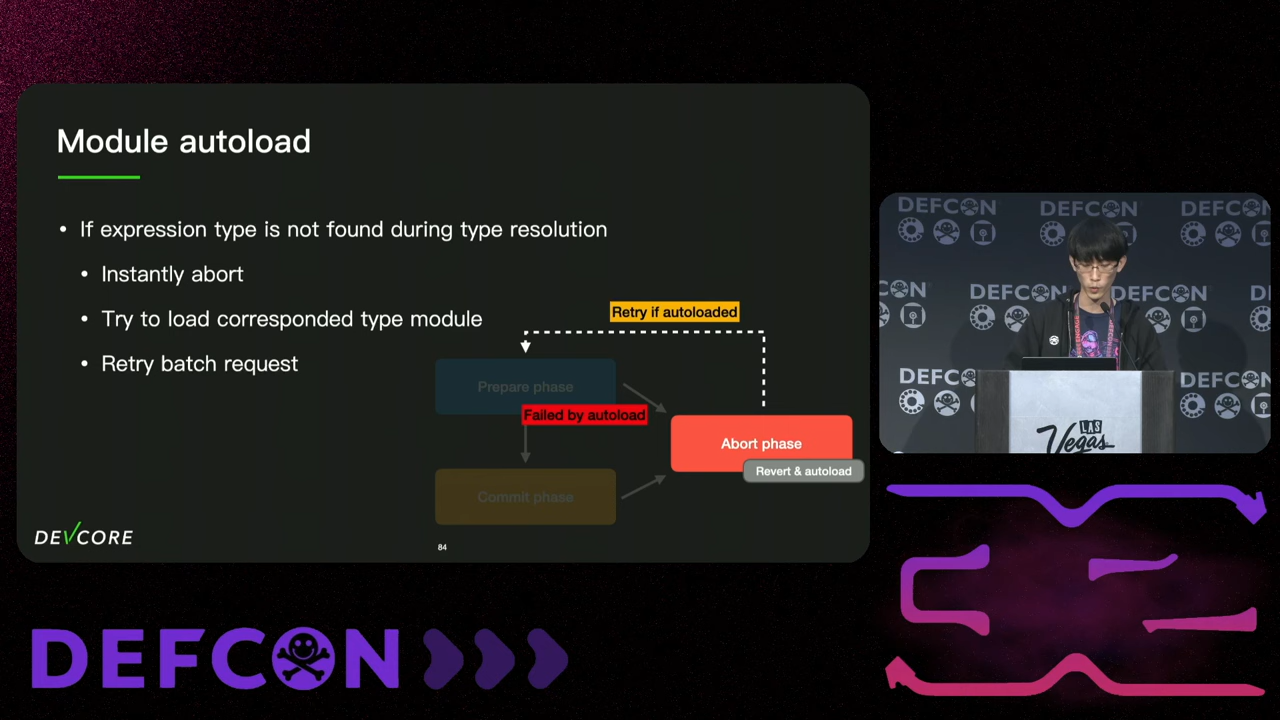 Module autoload
• If expression type is not found during type resolution
• Instantly abort
• Try to load corresponded type module
• Retry batch request
Retry if autoloaded
Prepare phase
Failed by autoload
Abort phase
Revert & autoload
Commit phase
DEVCORE
84
DEFCON
DEFCON
DEFCON
DEFCON
DEFCON
DEFCON
DEFCON
LAS
Vegas
DEFCON